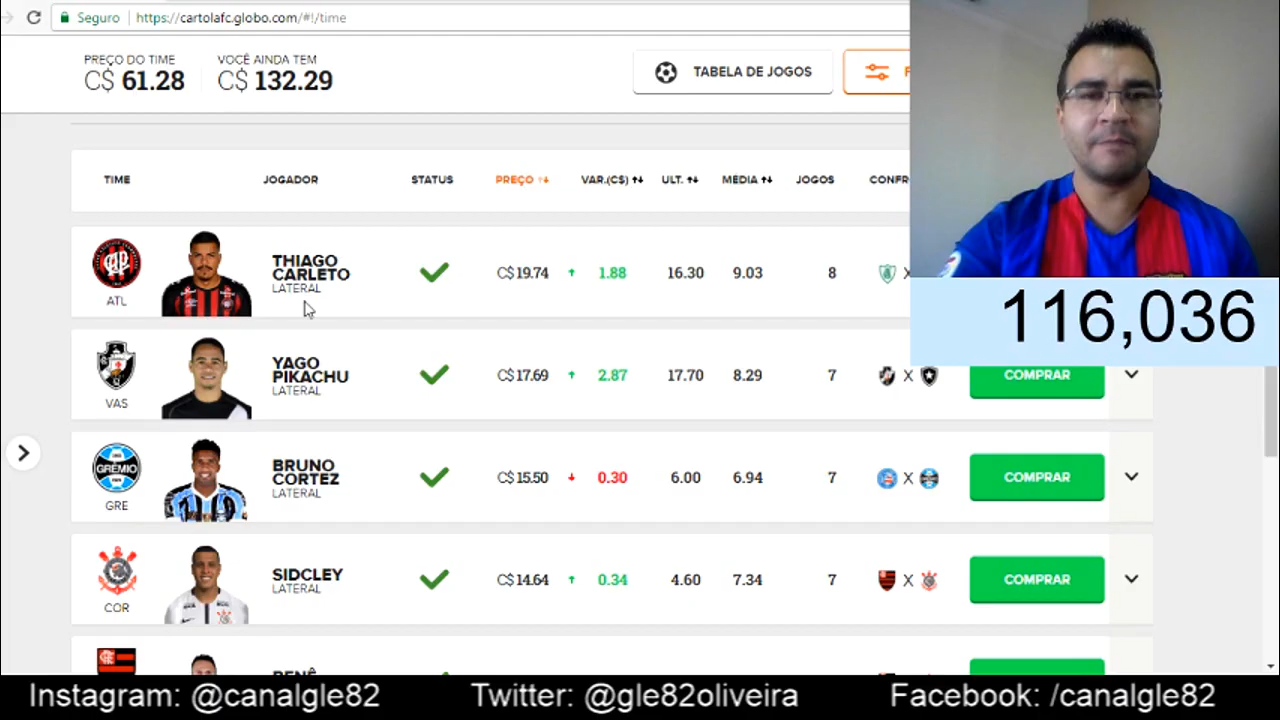 Seguro https://cartolafc.globo.com/#!/time
PREÇO DO TIME VOCÊ AINDA TEM
C$ 61.28 C$ 132.29
TABELA DE JOGOS
F
TIME JOGADOR STATUS PREÇO VAR.(C$) ULT. MÉDIA JOGOS CONFR
THIAGO
CARLETO
LATERAL
ATL
C$ 19.74 1.88 16.30 9.03 8 X
116,036
YAGO
PIKACHU
LATERAL
VAS
C$ 17.69 2.87 17.70 8.29 7 X COMPRAR
GRÊMIO
BRUNO
CORTEZ
LATERAL
GRE
C$ 15.50 0.30 6.00 6.94 7 X COMPRAR
SIDCLEY
LATERAL
COR
C$ 14.64 0.34 4.60 7.34 7 X COMPRAR
RENÊ
Instagram: @canalgle82 Twitter: @gle82oliveira Facebook: /canalgle82